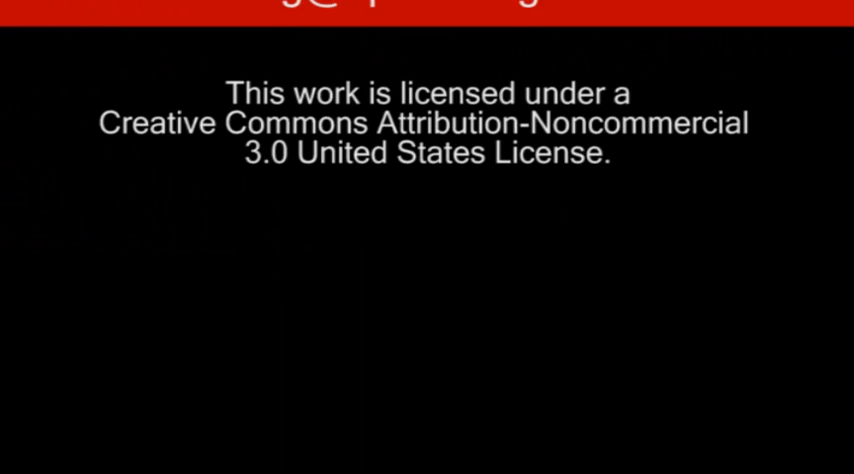 This work is licensed under a
Creative Commons Attribution-Noncommercial
3.0 United States License.